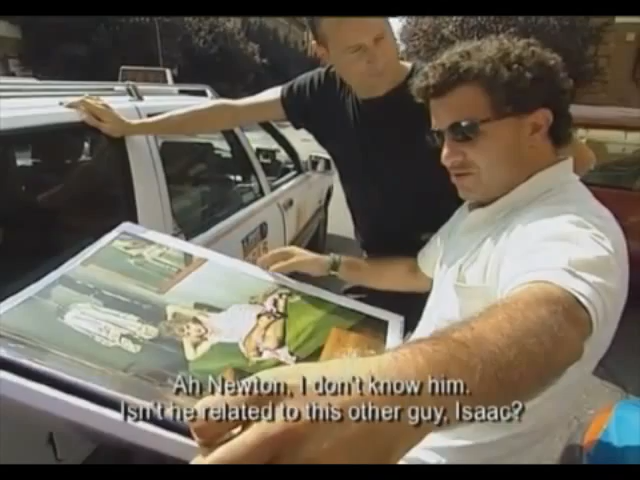 Ah Newton, I don't know him.
Isn't he related to this other guy, Isaac?